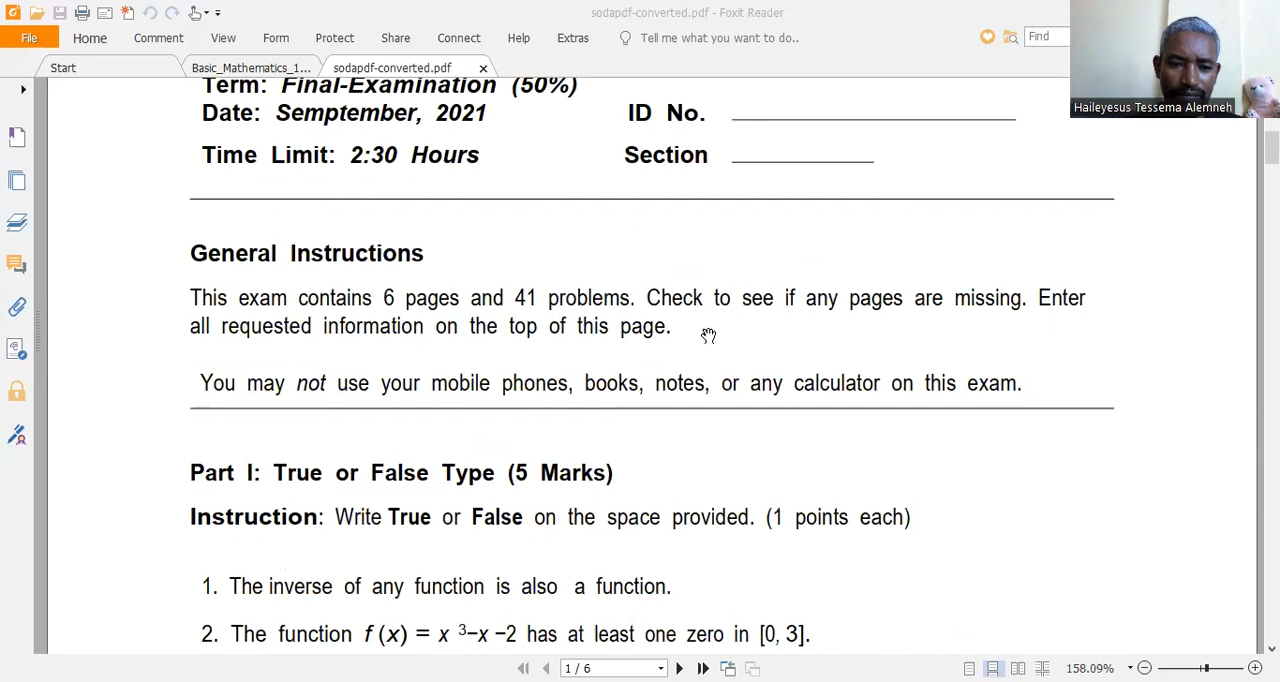 sodapdf-converted.pdf - Foxit Reader
File Home Comment View Form Protect Share Connect Help Extras Tell me what you want to do.. Find
Start Basic_Mathematics_1... sodapdf-converted.pdf
Haileyesus Tessema Alemneh
Term: Final-Examination (50%)
Date: Semptember, 2021 ID No.
Time Limit: 2:30 Hours Section
General Instructions
This exam contains 6 pages and 41 problems. Check to see if any pages are missing. Enter
all requested information on the top of this page.
You may not use your mobile phones, books, notes, or any calculator on this exam.
Part I: True or False Type (5 Marks)
Instruction: Write True or False on the space provided. (1 points each)
1. The inverse of any function is also a function.
2. The function f (x) = x ³−x −2 has at least one zero in [0, 3].
1 / 6 158.09%